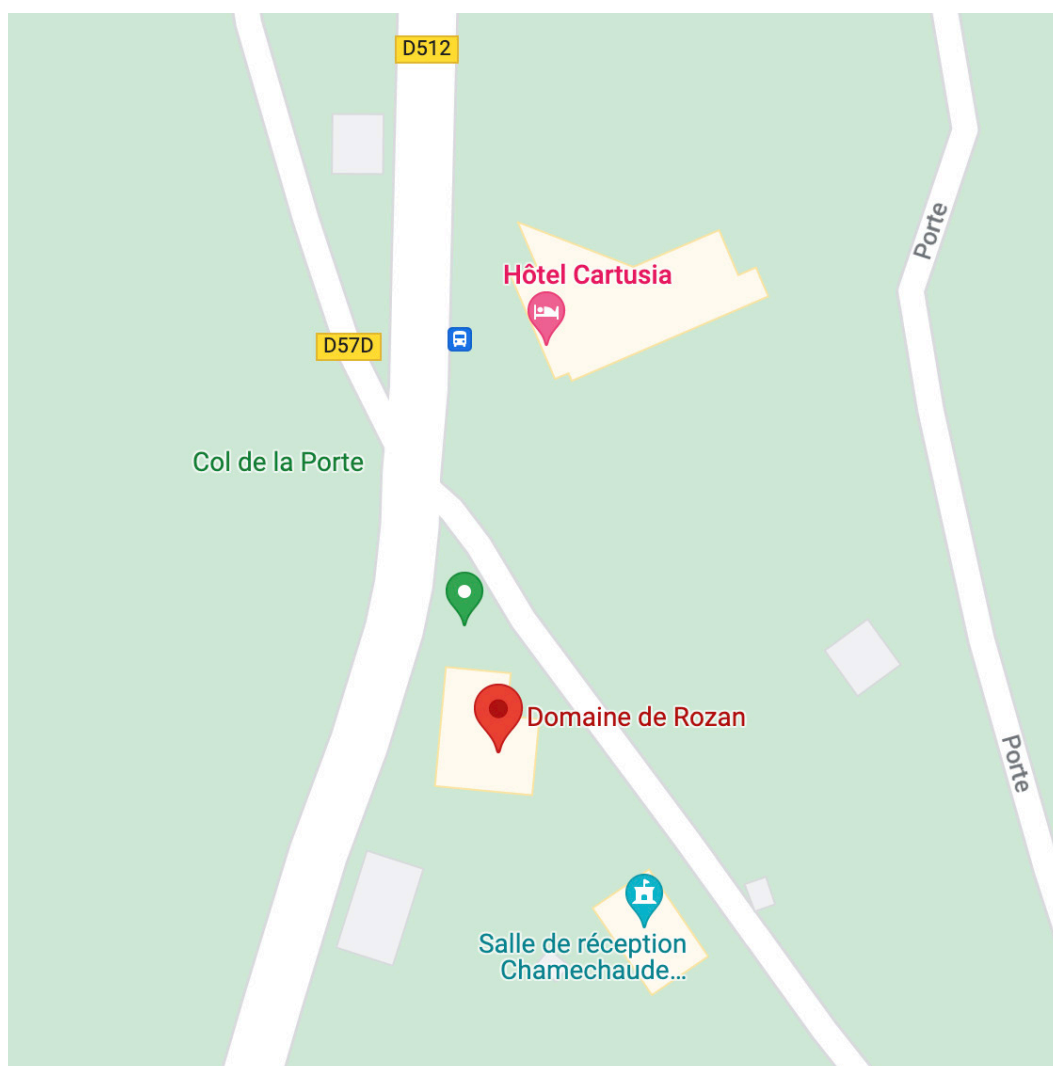 D512
Porte
Hôtel Cartusia
D57D
Col de la Porte
Domaine de Rozan
Porte
Salle de réception
Chamechaude...